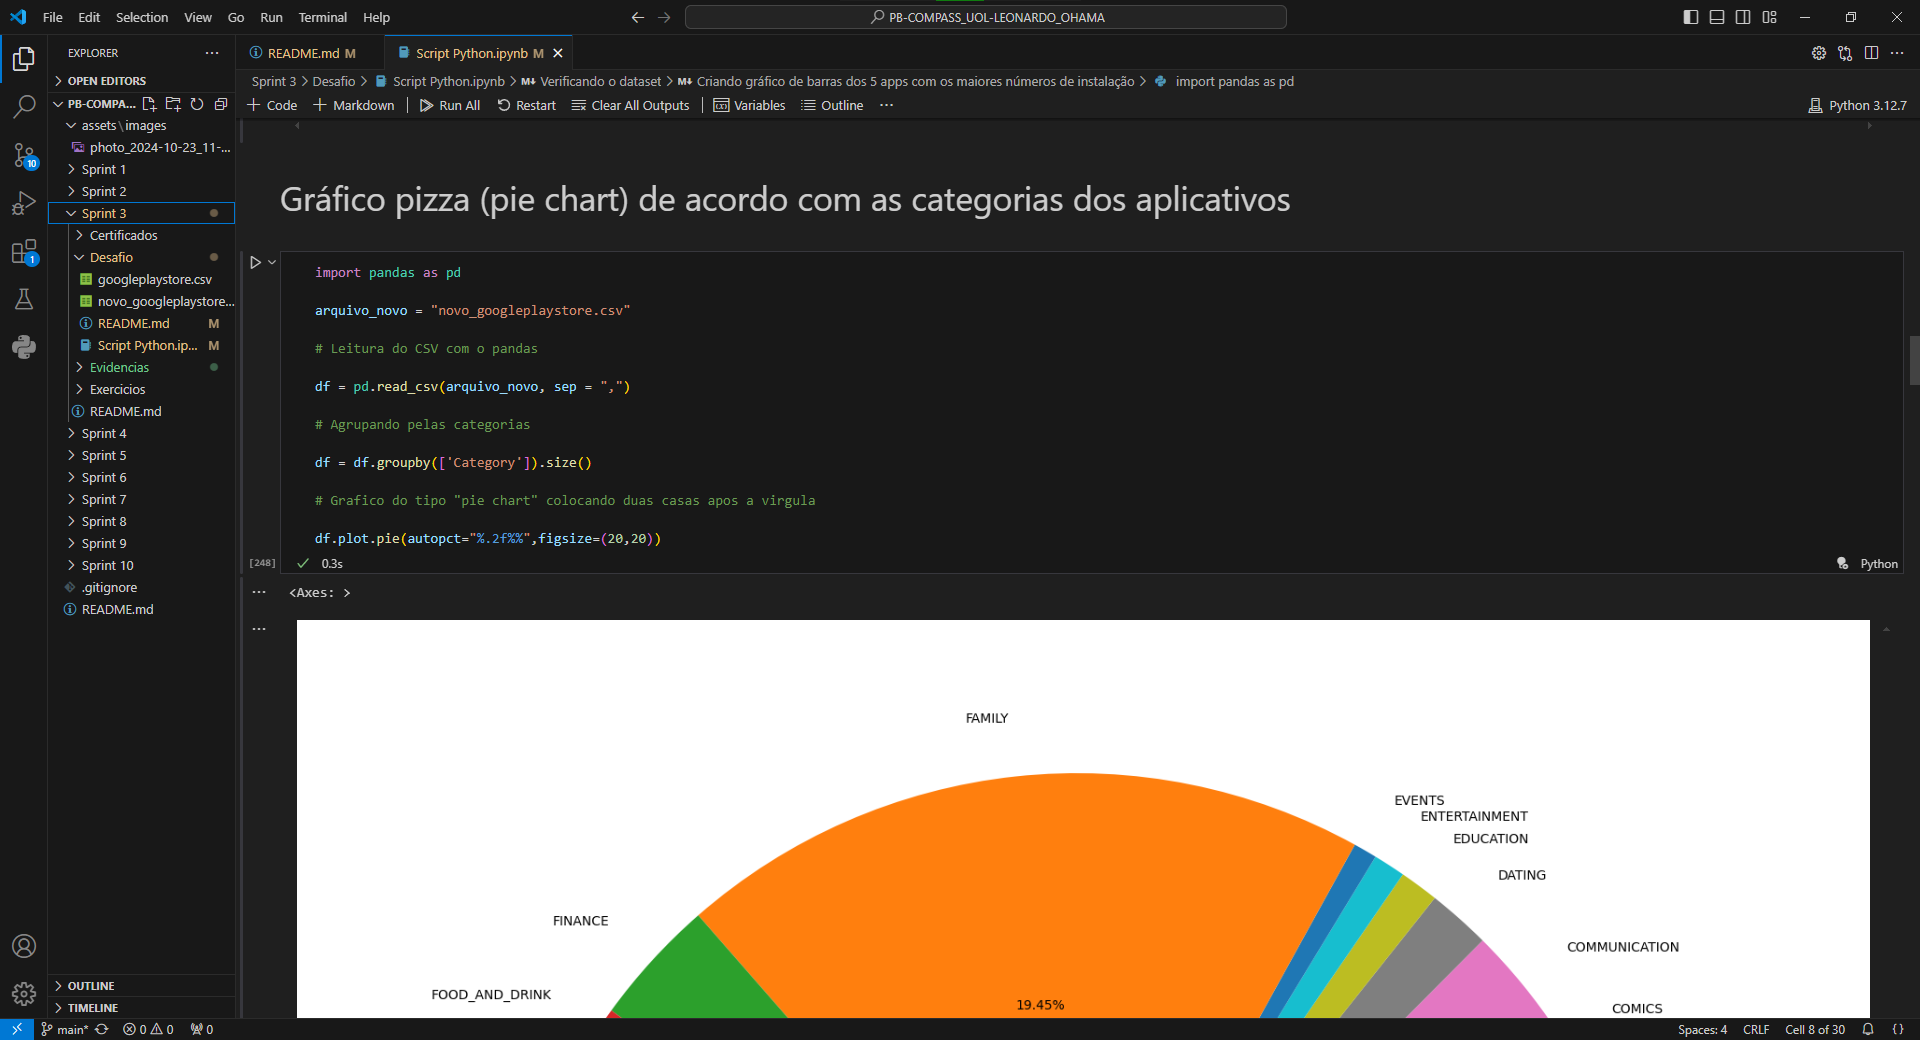 File Edit Selection View Go Run Terminal Help
PB-COMPASS_UOL-LEONARDO_OHAMA
EXPLORER
OPEN EDITORS
PB-COMPA...
assets\images
photo_2024-10-23_11-...
Sprint 1
Sprint 2
Sprint 3
Certificados
Desafio
googleplaystore.csv
novo_googleplaystore...
README.md M
Script Python.ip... M
Evidencias
Exercicios
README.md
Sprint 4
Sprint 5
Sprint 6
Sprint 7
Sprint 8
Sprint 9
Sprint 10
.gitignore
README.md
OUTLINE
TIMELINE
10
1
README.md M
Script Python.ipynb M
Sprint 3 > Desafio > Script Python.ipynb > M↓ Verificando o dataset > M↓ Criando gráfico de barras dos 5 apps com os maiores números de instalação > import pandas as pd
+ Code + Markdown | Run All Restart Clear All Outputs | Variables Outline ...
Python 3.12.7
Gráfico pizza (pie chart) de acordo com as categorias dos aplicativos
import pandas as pd
arquivo_novo = "novo_googleplaystore.csv"
# Leitura do CSV com o pandas
df = pd.read_csv(arquivo_novo, sep = ",")
# Agrupando pelas categorias
df = df.groupby(['Category']).size()
# Grafico do tipo "pie chart" colocando duas casas apos a virgula
df.plot.pie(autopct="%.2f%%",figsize=(20,20))
[248] 0.3s
Python
<Axes: >
FAMILY
EVENTS
ENTERTAINMENT
EDUCATION
DATING
FINANCE
COMMUNICATION
FOOD_AND_DRINK
19.45%
COMICS
main* 0 0 0
Spaces: 4 CRLF Cell 8 of 30 {}